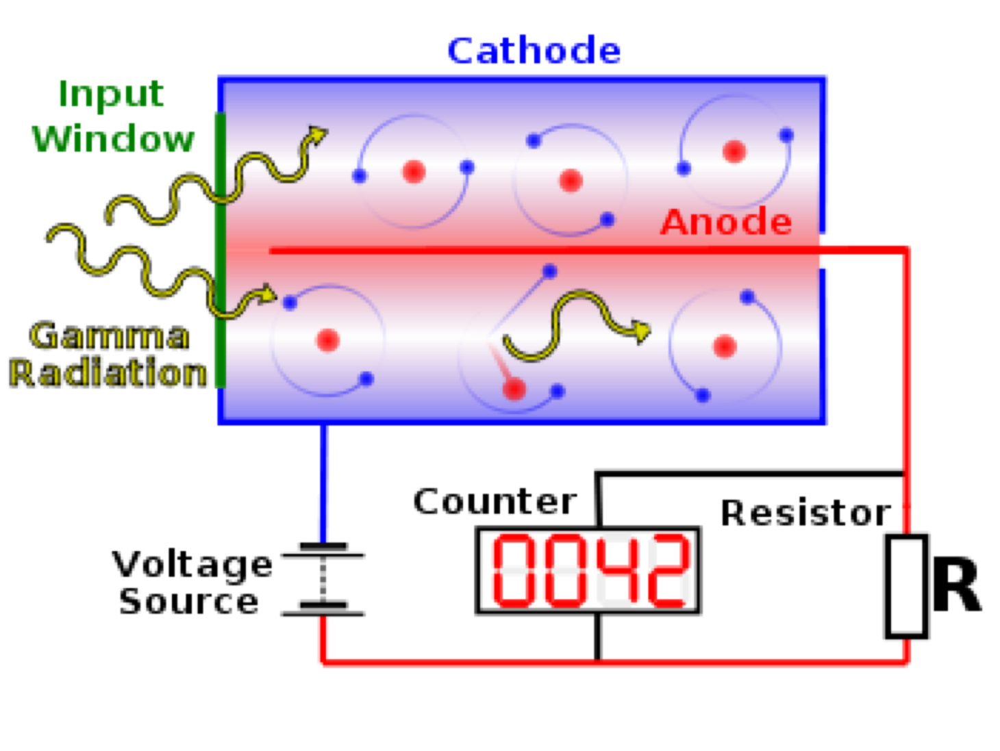 Cathode
Input
Window
Anode
Gamma
Radiation
Counter
Resistor
Voltage
Source
0042
R